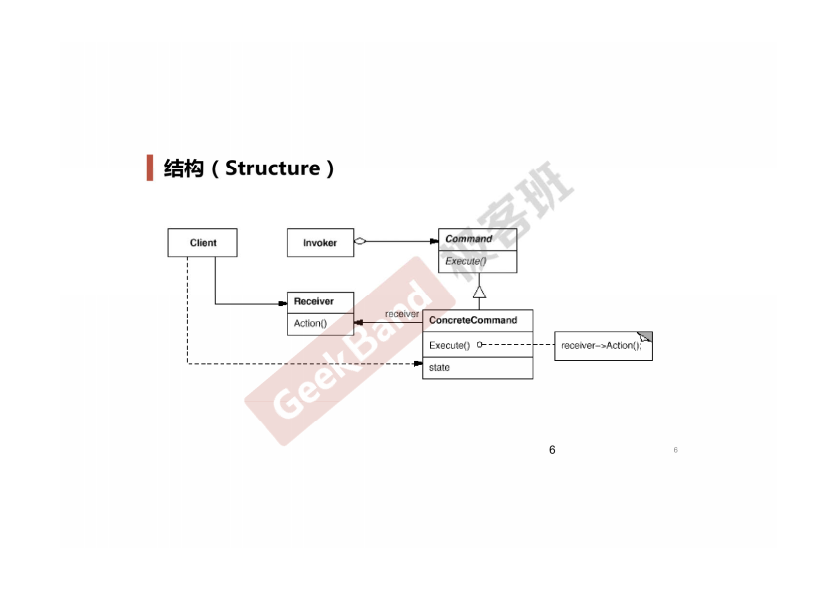 结构（Structure）
Client
Invoker
Command
Execute()
Receiver
Action()
receiver
ConcreteCommand
Execute()
receiver->Action();
state
GeekBand 极客班
6
6